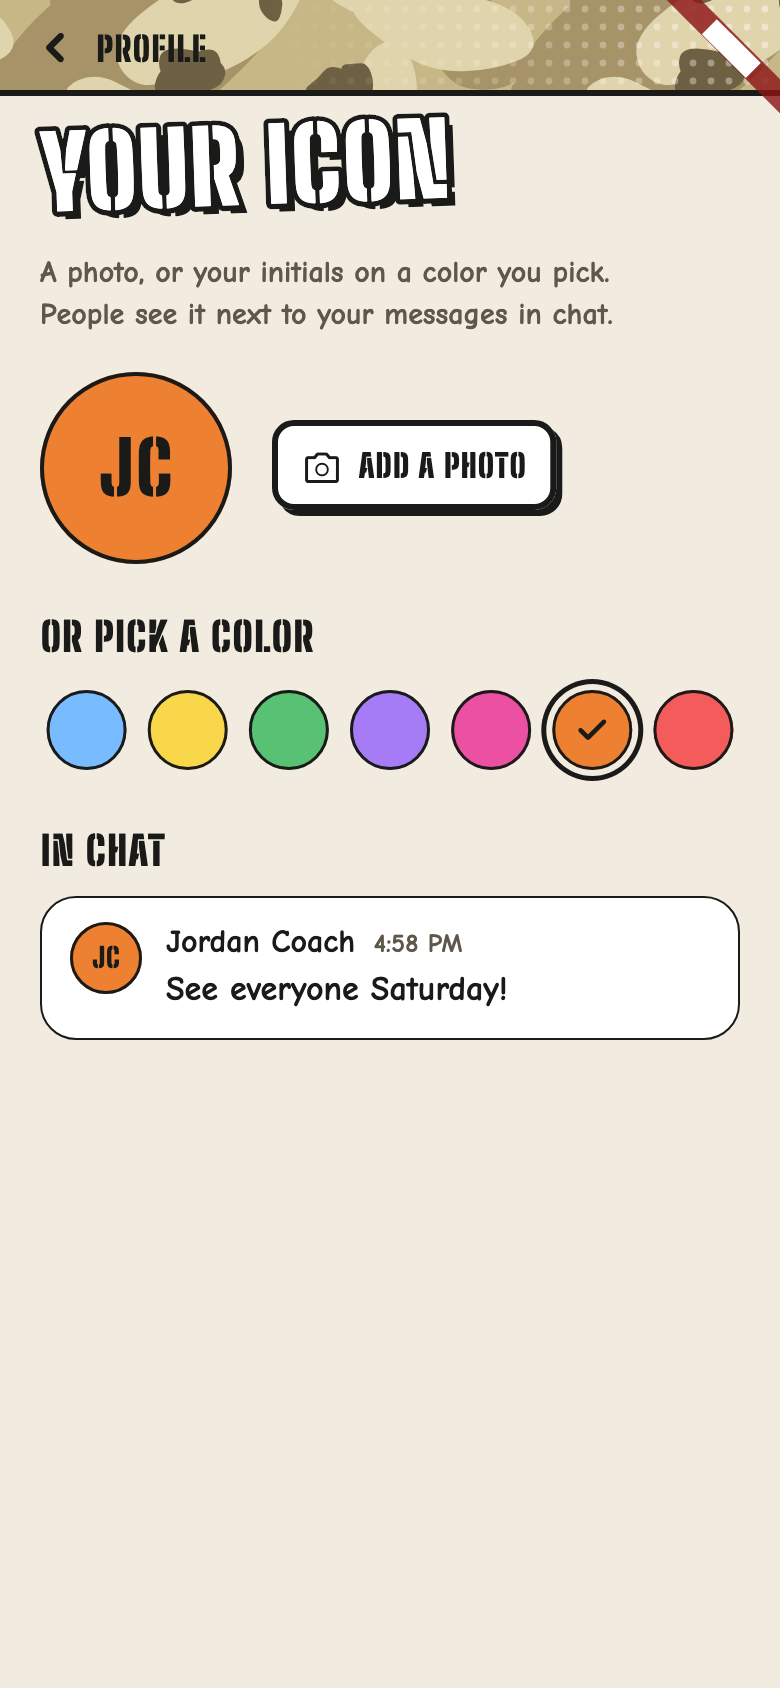 PROFILE
YOUR ICON!
A photo, or your initials on a color you pick.
People see it next to your messages in chat.
JC
ADD A PHOTO
OR PICK A COLOR
IN CHAT
JC
Jordan Coach 4:58 PM
See everyone Saturday!